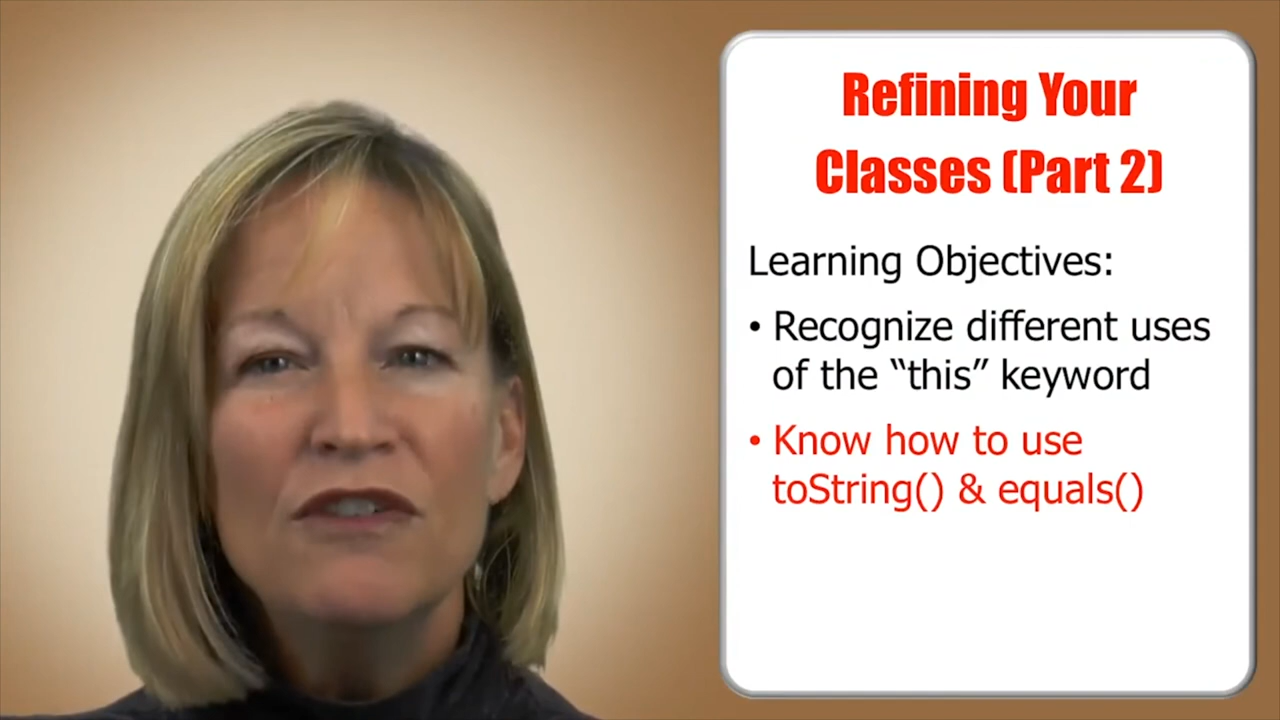 Refining Your
Classes (Part 2)
Learning Objectives:
• Recognize different uses
of the “this” keyword
• Know how to use
toString() & equals()